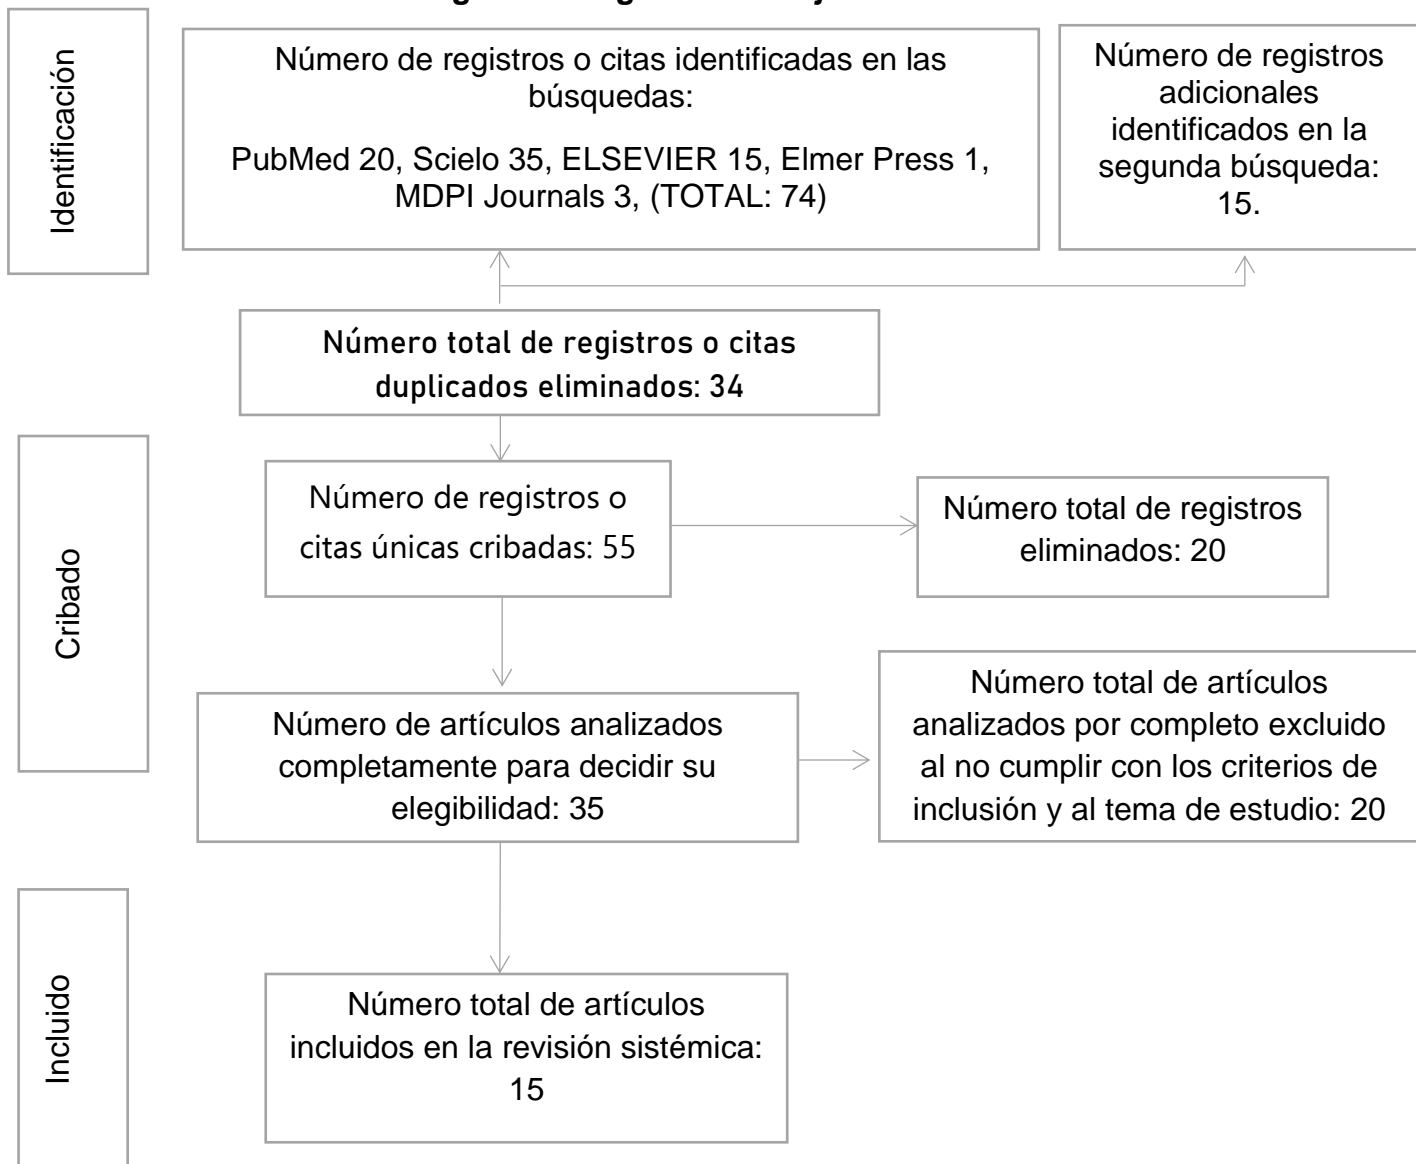 Identificación
Número de registros o citas identificadas en las
búsquedas:
PubMed 20, Scielo 35, ELSEVIER 15, Elmer Press 1,
MDPI Journals 3, (TOTAL: 74)
Número de registros
adicionales
identificados en la
segunda búsqueda:
15.
Número total de registros o citas
duplicados eliminados: 34
Cribado
Número de registros o
citas únicas cribadas: 55
Número total de registros
eliminados: 20
Número de artículos analizados
completamente para decidir su
elegibilidad: 35
Número total de artículos
analizados por completo excluido
al no cumplir con los criterios de
inclusión y al tema de estudio: 20
Incluido
Número total de artículos
incluidos en la revisión sistémica:
15